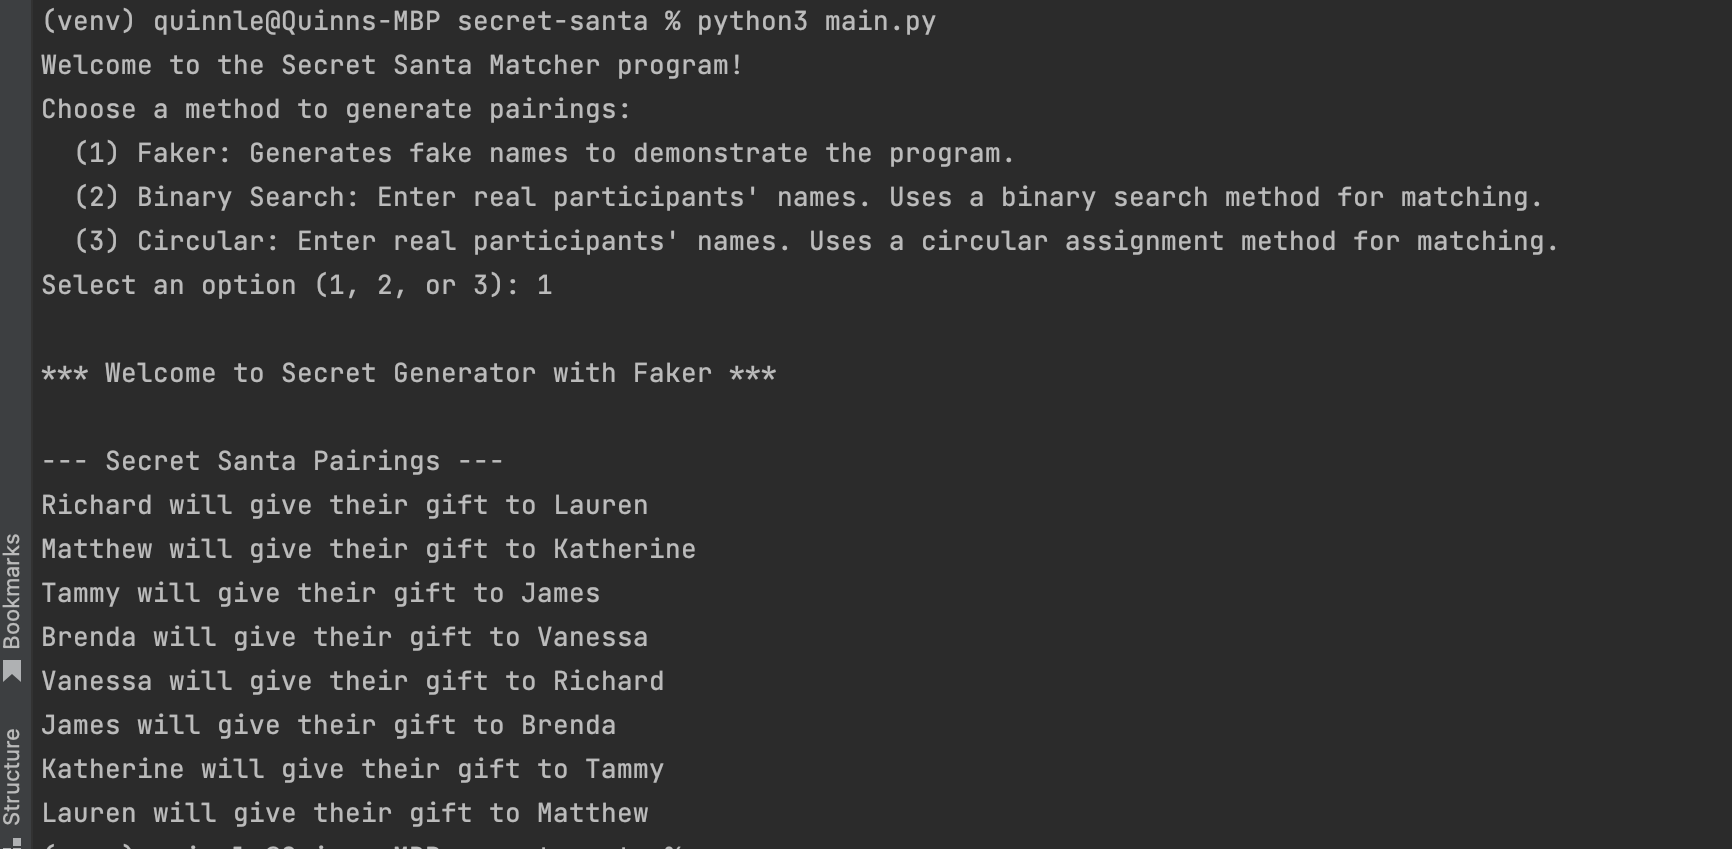 (venv) quinnle@Quinns-MBP secret-santa % python3 main.py
Welcome to the Secret Santa Matcher program!
Choose a method to generate pairings:
  (1) Faker: Generates fake names to demonstrate the program.
  (2) Binary Search: Enter real participants' names. Uses a binary search method for matching.
  (3) Circular: Enter real participants' names. Uses a circular assignment method for matching.
Select an option (1, 2, or 3): 1
*** Welcome to Secret Generator with Faker ***
--- Secret Santa Pairings ---
Richard will give their gift to Lauren
Matthew will give their gift to Katherine
Tammy will give their gift to James
Brenda will give their gift to Vanessa
Vanessa will give their gift to Richard
James will give their gift to Brenda
Katherine will give their gift to Tammy
Lauren will give their gift to Matthew
Bookmarks
Structure